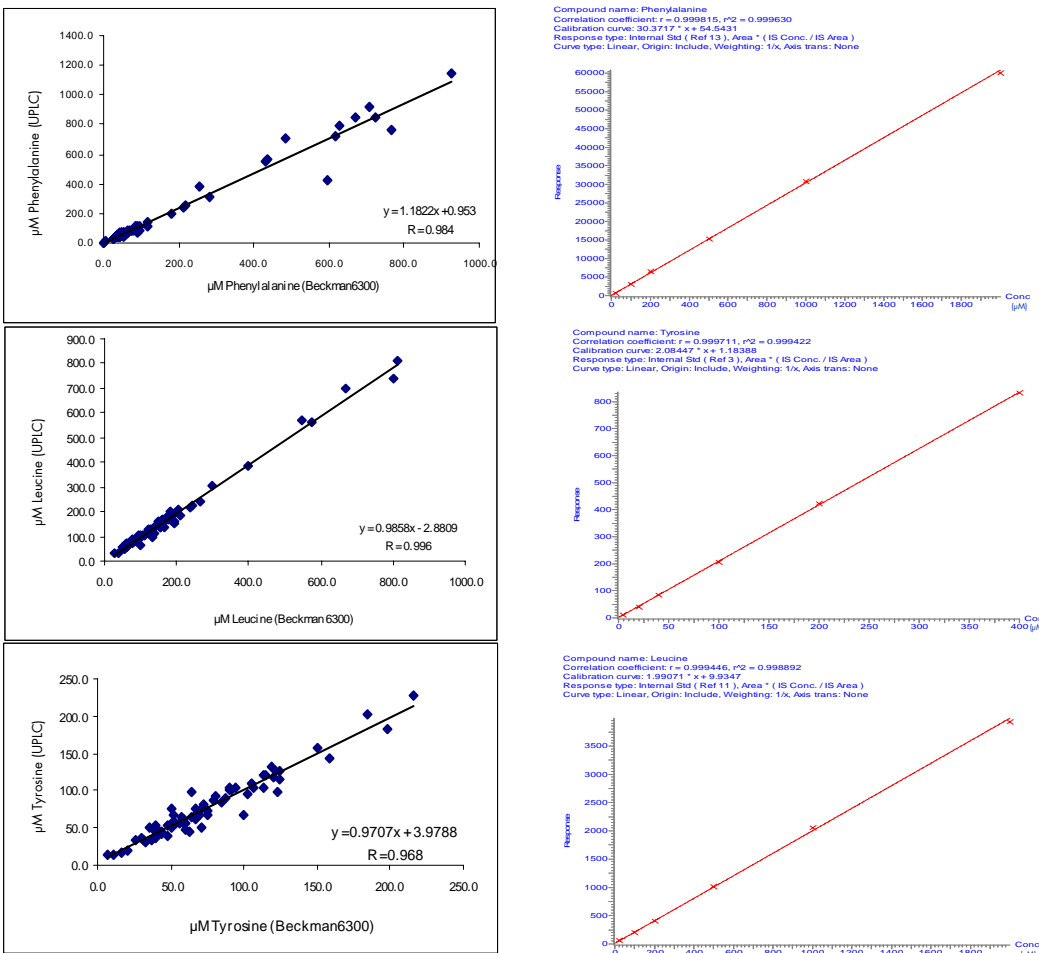 1400.0
1200.0
1000.0
800.0
600.0
400.0
200.0
0.0
0.0 200.0 400.0 600.0 800.0 1000.0
µM Phenylalanine (UPLC)
µM Phenylalanine (Beckman6300)
y=1.1822x+0.953
R=0.984
Compound name: Phenylalanine
Correlation coefficient: r = 0.999815, r^2 = 0.999630
Calibration curve: 30.3717 * x + 54.5431
Response type: Internal Std ( Ref 13 ), Area * ( IS Conc. / IS Area )
Curve type: Linear, Origin: Include, Weighting: 1/x, Axis trans: None
60000
55000
50000
45000
40000
35000
30000
25000
20000
15000
10000
5000
0
Response
200 400 600 800 1000 1200 1400 1600 1800
Conc
(µM)
900.0
800.0
700.0
600.0
500.0
400.0
300.0
200.0
100.0
0.0
0.0 200.0 400.0 600.0 800.0 1000.0
µM Leucine (UPLC)
µM Leucine (Beckman 6300)
y=0.9858x-2.8809
R=0.996
Compound name: Tyrosine
Correlation coefficient: r = 0.999711, r^2 = 0.999422
Calibration curve: 2.08447 * x + 1.18388
Response type: Internal Std ( Ref 3 ), Area * ( IS Conc. / IS Area )
Curve type: Linear, Origin: Include, Weighting: 1/x, Axis trans: None
800
700
600
500
400
300
200
100
0
Response
0 50 100 150 200 250 300 350 400
Co
(µM
250.0
200.0
150.0
100.0
50.0
0.0
0.0 50.0 100.0 150.0 200.0 250.0
µM Tyrosine (UPLC)
µM Tyrosine (Beckman6300)
y=0.9707x+3.9788
R=0.968
Compound name: Leucine
Correlation coefficient: r = 0.999446, r^2 = 0.998892
Calibration curve: 1.99071 * x + 9.9347
Response type: Internal Std ( Ref 11 ), Area * ( IS Conc. / IS Area )
Curve type: Linear, Origin: Include, Weighting: 1/x, Axis trans: None
3500
3000
2500
2000
1500
1000
500
0
Response
200 400 600 800 1000 1200 1400 1600 1800
Conc